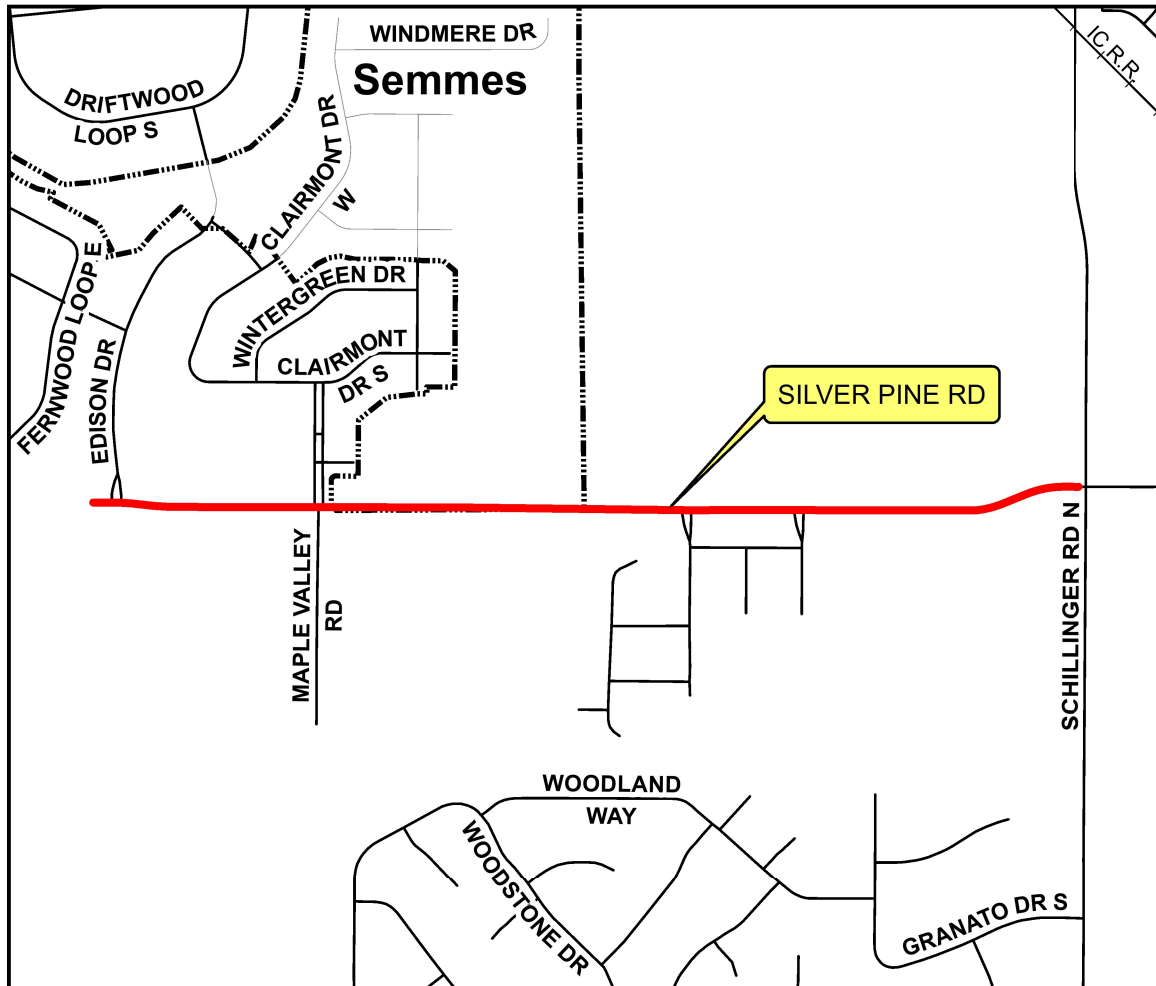 WINDMERE DR
Semmes
IC R.R.
DRIFTWOOD
LOOP S
CLAIRMONT DR
W
FERNWOOD LOOP E
EDISON DR
WINTERGREEN DR
CLAIRMONT
DR S
SILVER PINE RD
MAPLE VALLEY
RD
SCHILLINGER RD N
WOODLAND
WAY
WOODSTONE DR
GRANATO DR S